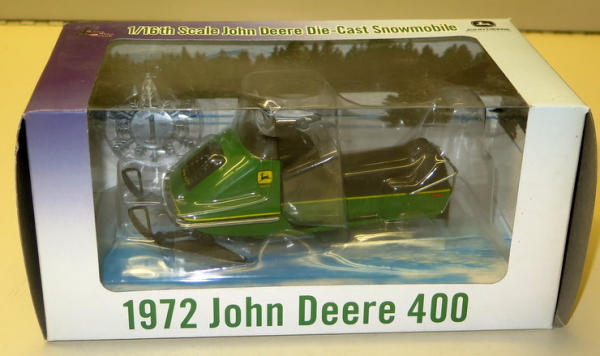 1/16th Scale John Deere Die-Cast Snowmobile
JOHN DEERE
1972 John Deere 400